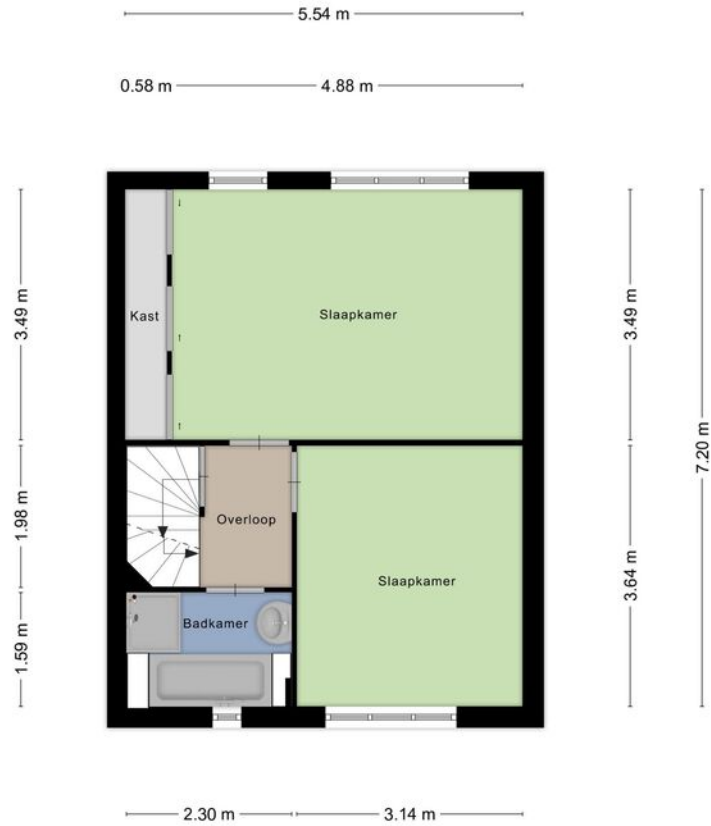 5.54 m
0.58 m 4.88 m
3.49 m
3.49 m
Kast
Slaapkamer
7.20 m
1.98 m
Overloop
3.64 m
Slaapkamer
1.59 m
Badkamer
2.30 m 3.14 m